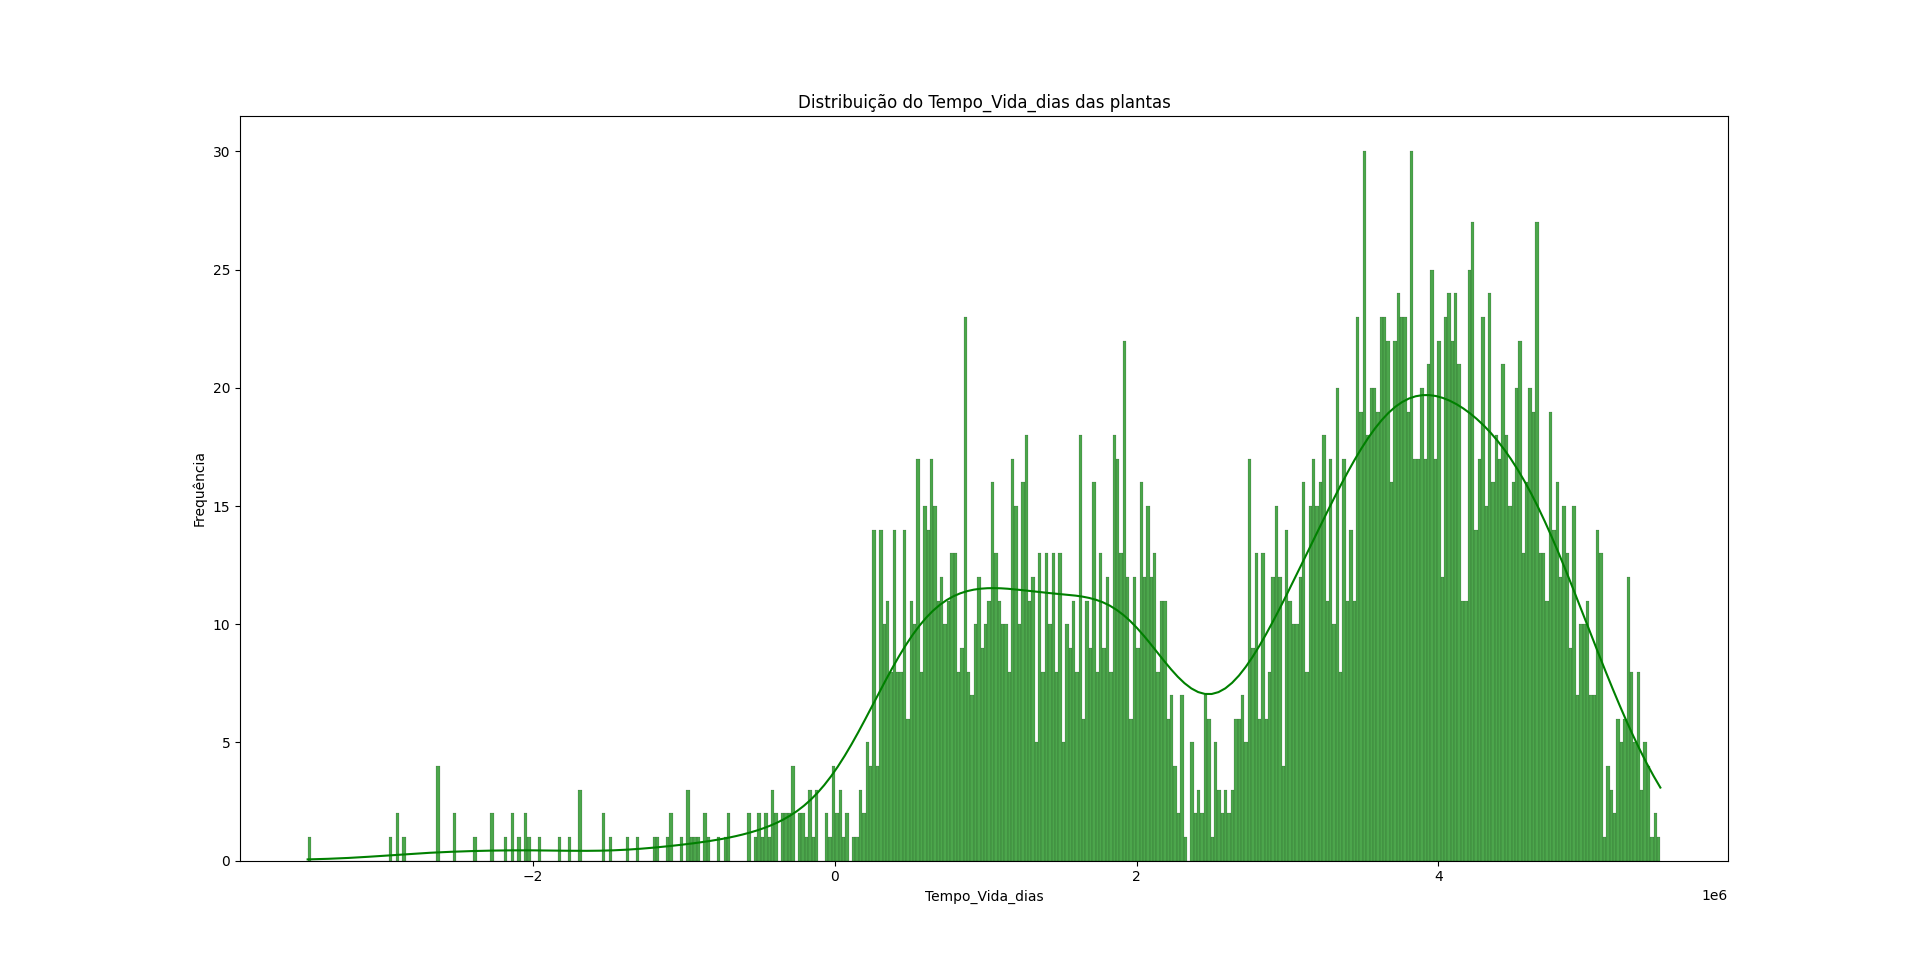 Distribuição do Tempo_Vida_dias das plantas
30
25
20
15
10
5
0
Frequência
−2
0
2
4
Tempo_Vida_dias
1e6